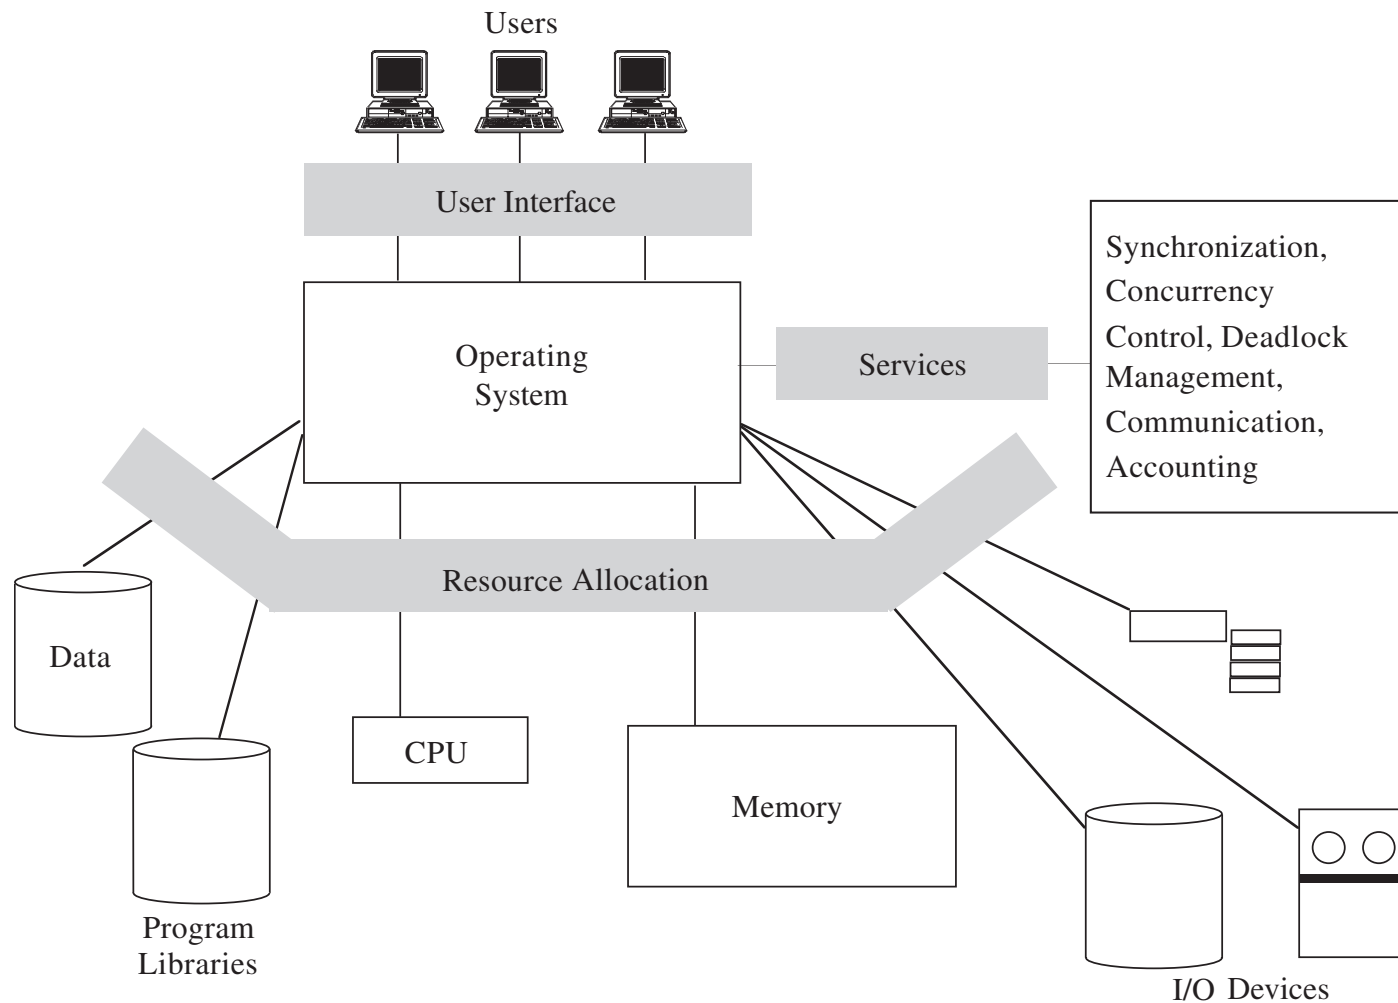 Users
User Interface
Operating
System
Services
Synchronization,
Concurrency
Control, Deadlock
Management,
Communication,
Accounting
Resource Allocation
Data
CPU
Memory
Program
Libraries
I/O Devices